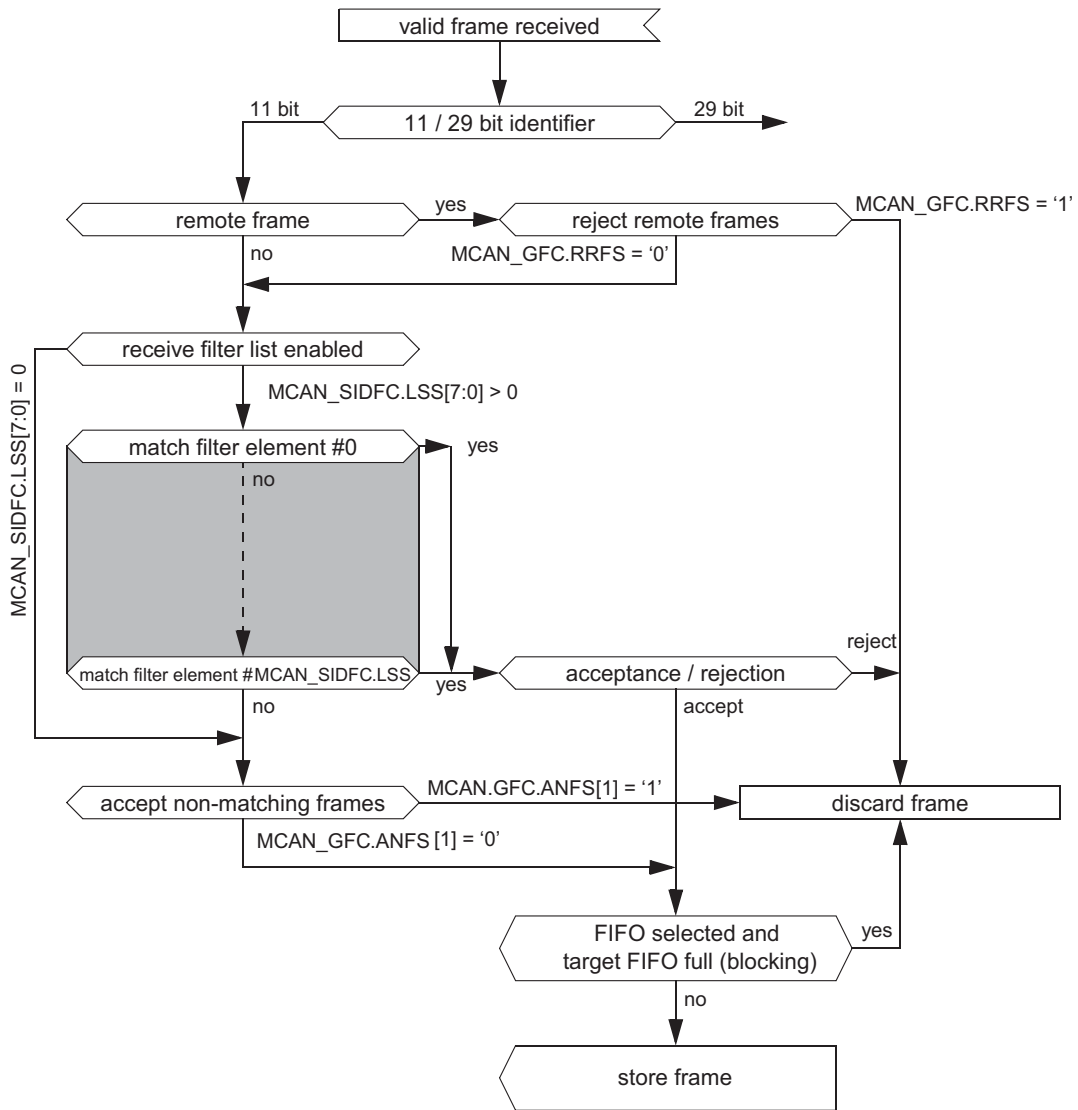 valid frame received
11 bit
11 / 29 bit identifier
29 bit
remote frame
yes
reject remote frames
MCAN_GFC.RRFS = ‘1’
no
MCAN_GFC.RRFS = ‘0’
receive filter list enabled
MCAN_SIDFC.LSS[7:0] = 0
MCAN_SIDFC.LSS[7:0] > 0
match filter element #0
yes
no
match filter element #MCAN_SIDFC.LSS
yes
acceptance / rejection
reject
no
accept
accept non-matching frames
MCAN.GFC.ANFS[1] = ‘1’
discard frame
MCAN_GFC.ANFS [1] = ‘0’
FIFO selected and
target FIFO full (blocking)
yes
no
store frame